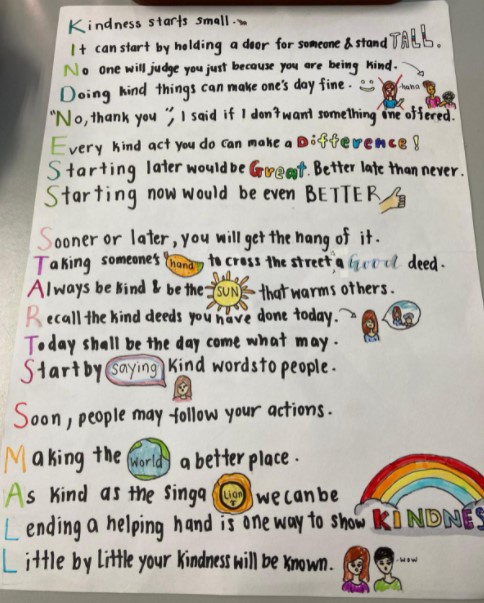 Kindness starts small.
It can start by holding a door for someone & stand TALL.
No one will judge you just because you are being kind.
Doing kind things can make one's day fine.
haha
"No, thank you", I said if I don't want something one offered.
Every kind act you do can make a Difference!
Starting later would be Great. Better late than never.
Starting now would be even BETTER
Sooner or later, you will get the hang of it.
Taking someone's hand to cross the street, a Good deed.
Always be kind & be the SUN that warms others.
Recall the kind deeds you have done today.
Today shall be the day come what may.
Start by saying kind words to people.
Soon, people may follow your actions.
Making the World a better place.
As kind as the Singa Lion we can be
Lending a helping hand is one way to show KINDNES
Little by Little your kindness will be known.
wow